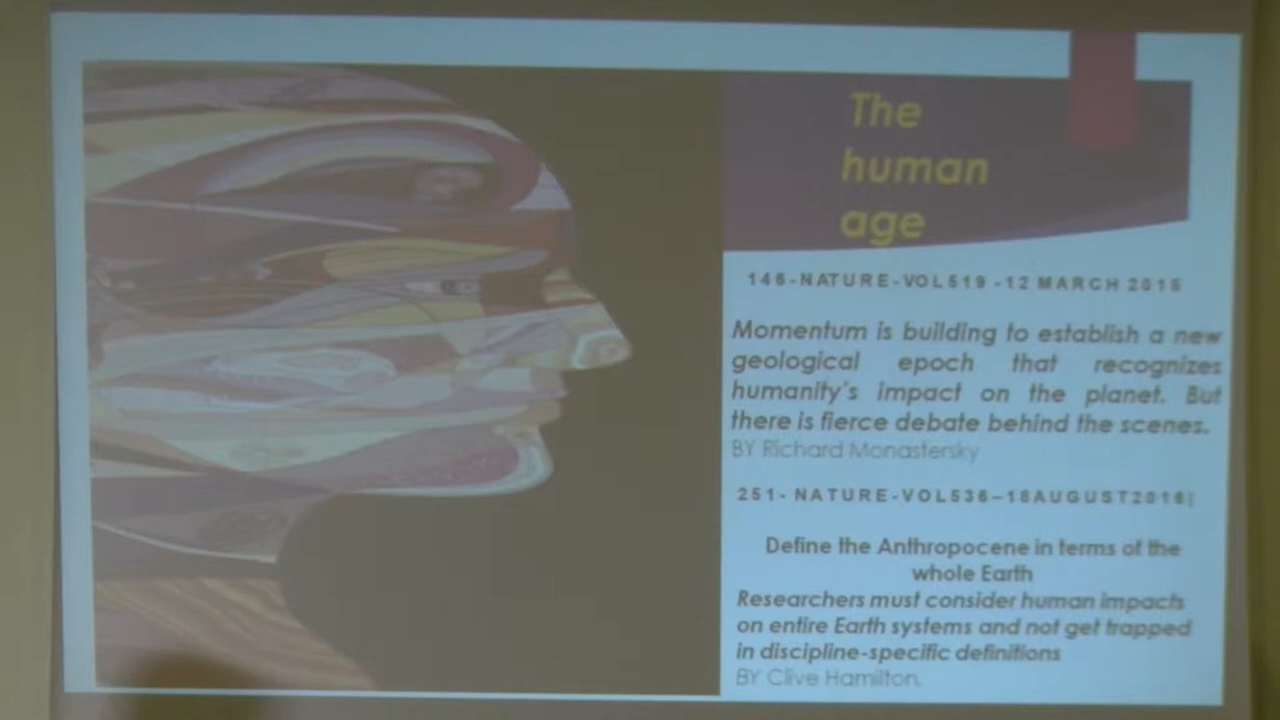 The
human
age
146-NATURE-VOL519 -12 MARCH 2015
Momentum is building to establish a new
geological epoch that recognizes
humanity's impact on the planet. But
there is fierce debate behind the scenes.
BY Richard Monastersky
251- NATURE-VOL536–18AUGUST2016|
Define the Anthropocene in terms of the
whole Earth
Researchers must consider human impacts
on entire Earth systems and not get trapped
in discipline-specific definitions
BY Clive Hamilton.